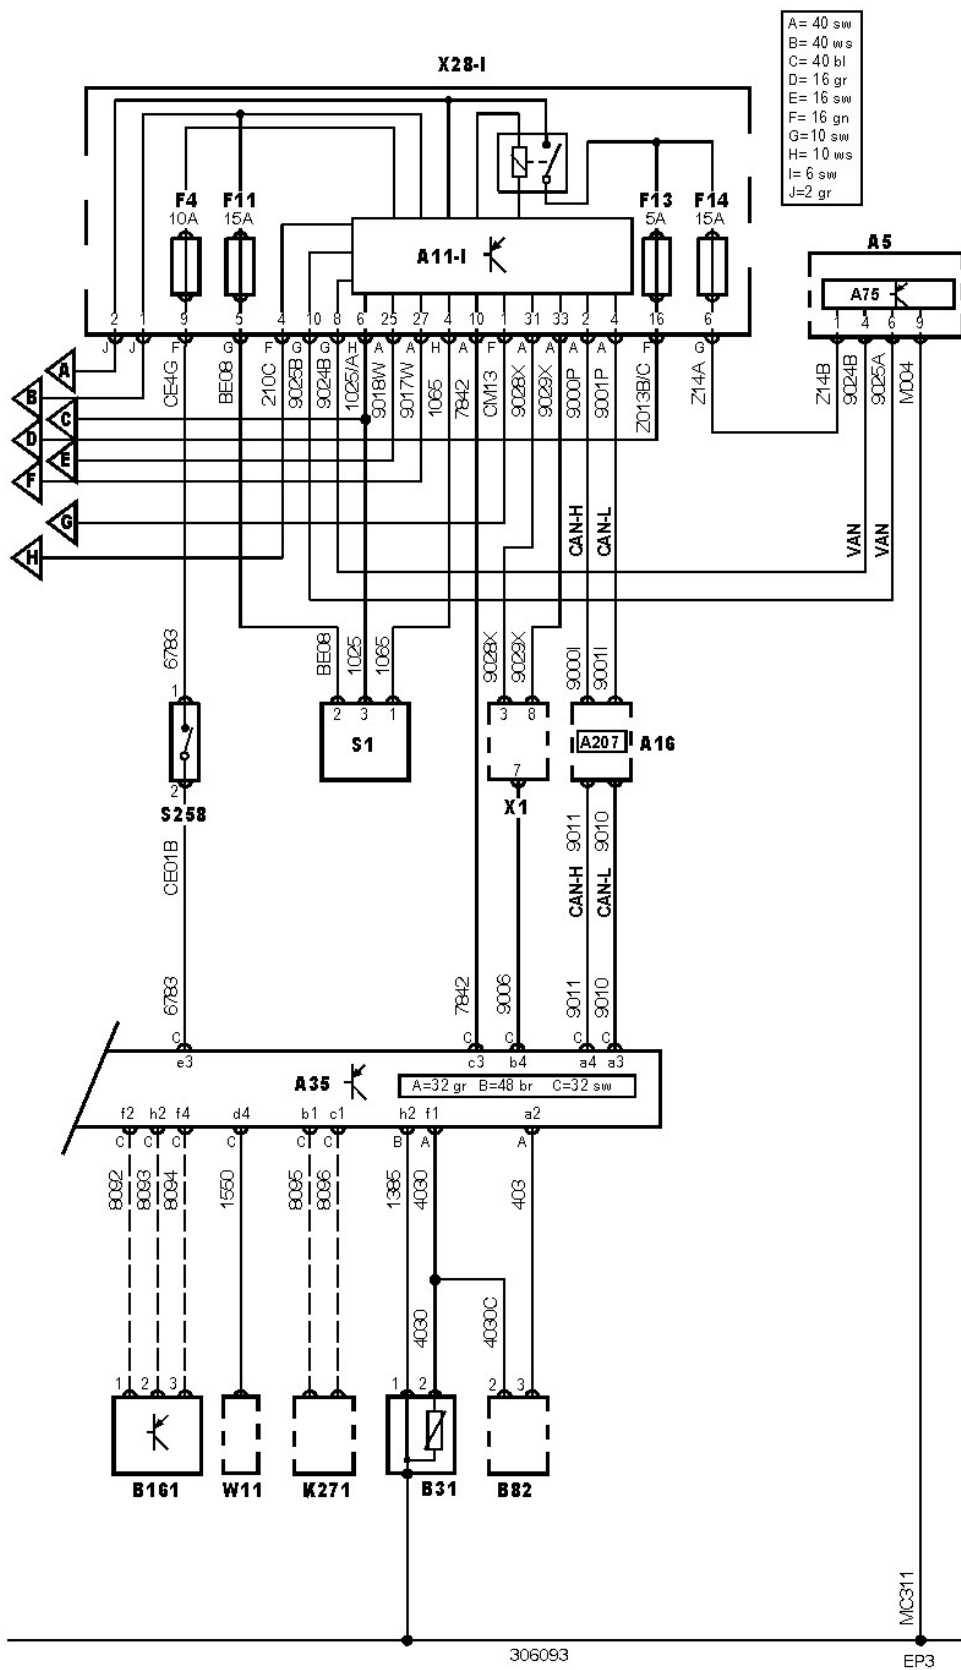 A= 40 sw
B= 40 ws
C= 40 bl
D= 16 gr
E= 16 sw
F= 16 gn
G=10 sw
H= 10 ws
I= 6 sw
J=2 gr
X28-I
F4 F11 F13 F14
10A 15A 5A 15A
A11-I
A5
A75
2 1 9 5 4 10 8 6 25 27 4 10 1 31 33 2 4 16 6
1 4 6 9
J J F G F G G H A A H A F A A A A F G
A
B
C
D
E
F
G
H
CE4G BE08 210C 9025B 9024B 1025/A 9018W 9017W 1065 7842 CM13 9028X 9029X 9000P 9001P Z013B/C Z14A Z14B 9024B 9025A M004
CAN-H CAN-L VAN VAN
6783 BE08 1025 1065 9028X 9029X 9000I 9001I
1 2 3 1 3 8
S1 A207 A16
7
2
S258 X1
CE01B 9011 9010
CAN-H CAN-L
6783 7842 9006 9011 9010
C C C C C
e3 c3 b4 a4 a3
A35 A=32 gr B=48 br C=32 sw
f2 h2 f4 d4 b1 c1 h2 f1 a2
C C C C C C B A A
8092 8093 8094 1550 8095 8096 1385 4030 403
4030 4030C
1 2 3 1 2 2 3
B161 W11 K271 B31 B82
MC311
306093
EP3